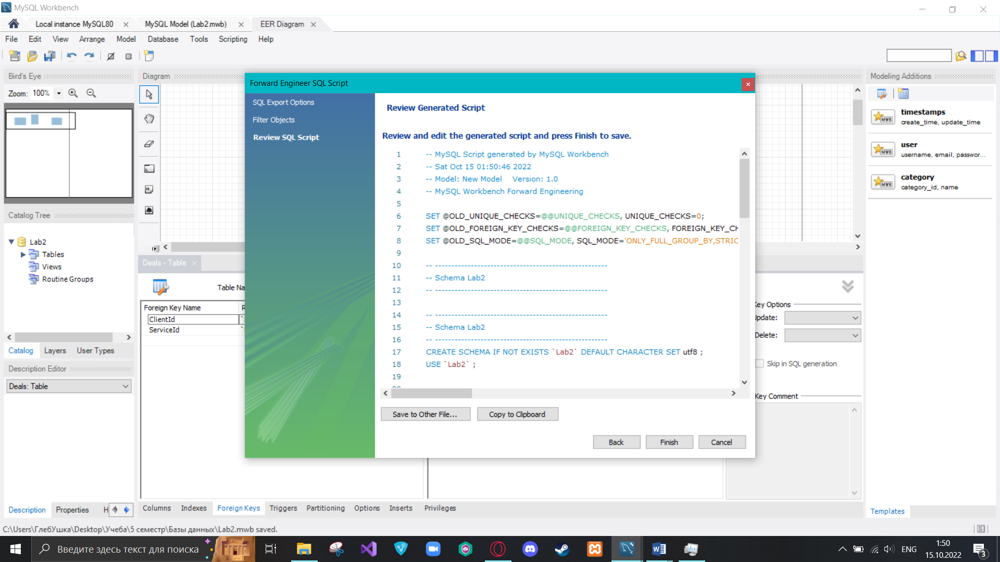 MySQL Workbench
Local instance MySQL80
MySQL Model (Lab2.mwb)
EER Diagram
File Edit View Arrange Model Database Tools Scripting Help
Bird's Eye
Zoom: 100%
Catalog Tree
Lab2
Tables
Views
Routine Groups
Catalog Layers User Types
Description Editor
Deals: Table
Description Properties H
Diagram
Deals - Table
Table Na
Foreign Key Name
ClientId
ServiceId
Columns Indexes Foreign Keys Triggers Partitioning Options Inserts Privileges
Forward Engineer SQL Script
SQL Export Options
Filter Objects
Review SQL Script
Review Generated Script
Review and edit the generated script and press Finish to save.
1 -- MySQL Script generated by MySQL Workbench
2 -- Sat Oct 15 01:50:46 2022
3 -- Model: New Model    Version: 1.0
4 -- MySQL Workbench Forward Engineering
5
6 SET @OLD_UNIQUE_CHECKS=@@UNIQUE_CHECKS, UNIQUE_CHECKS=0;
7 SET @OLD_FOREIGN_KEY_CHECKS=@@FOREIGN_KEY_CHECKS, FOREIGN_KEY_CH
8 SET @OLD_SQL_MODE=@@SQL_MODE, SQL_MODE='ONLY_FULL_GROUP_BY,STRIC
9
10 -- -----------------------------------------------------
11 -- Schema Lab2
12 -- -----------------------------------------------------
13
14 -- -----------------------------------------------------
15 -- Schema Lab2
16 -- -----------------------------------------------------
17 CREATE SCHEMA IF NOT EXISTS `Lab2` DEFAULT CHARACTER SET utf8 ;
18 USE `Lab2` ;
19
Save to Other File...
Copy to Clipboard
Back
Finish
Cancel
Key Options
Update:
Delete:
Skip in SQL generation
Key Comment
Modeling Additions
timestamps
create_time, update_time
user
username, email, passwor...
category
category_id, name
Templates
C:\Users\ГлебУшка\Desktop\Учеба\5 семестр\Базы данных\Lab2.mwb saved.
Введите здесь текст для поиска
ENG
1:50
15.10.2022
3